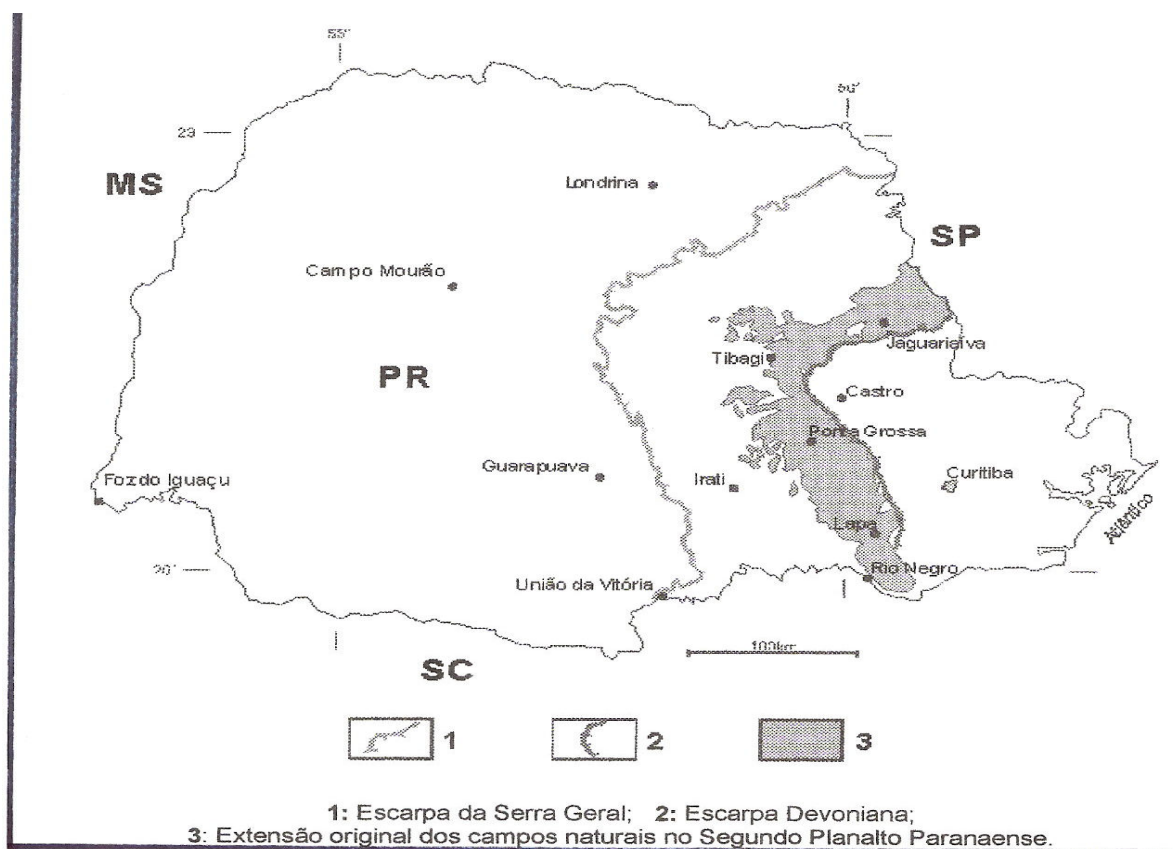 55°
50°
23
MS
Londrina
SP
Campo Mourão
Jaguariaíva
Tibagi
PR
Castro
Ponta Grossa
Guarapuava
Foz do Iguaçu
Irati
Curitiba
Lapa
Atlântico
26°
Rio Negro
União da Vitória
100km
SC
1
2
3
1: Escarpa da Serra Geral; 2: Escarpa Devoniana;
3: Extensão original dos campos naturais no Segundo Planalto Paranaense.